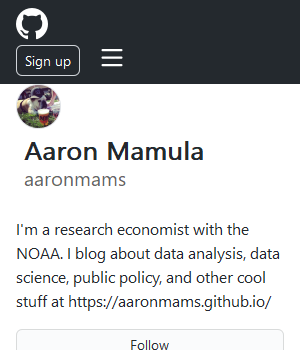 Sign up
Aaron Mamula
aaronmams
I'm a research economist with the
NOAA. I blog about data analysis, data
science, public policy, and other cool
stuff at https://aaronmams.github.io/
Follow